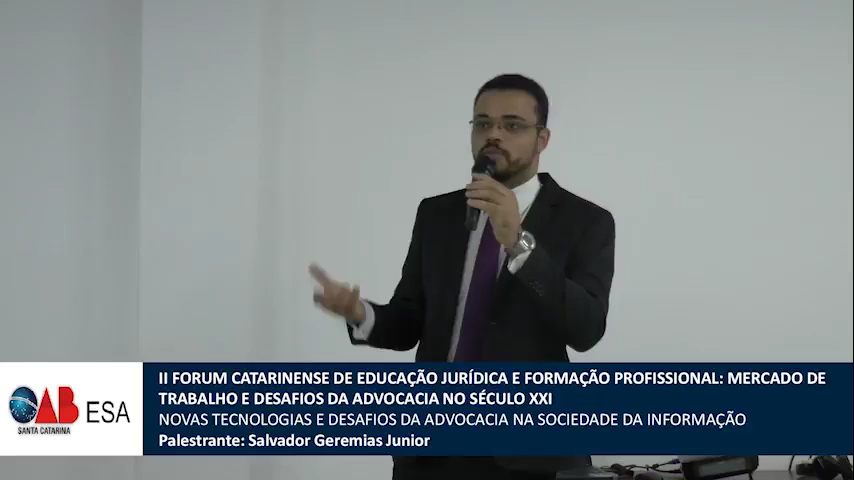 OAB ESA
SANTA CATARINA
II FORUM CATARINENSE DE EDUCAÇÃO JURÍDICA E FORMAÇÃO PROFISSIONAL: MERCADO DE
TRABALHO E DESAFIOS DA ADVOCACIA NO SÉCULO XXI
NOVAS TECNOLOGIAS E DESAFIOS DA ADVOCACIA NA SOCIEDADE DA INFORMAÇÃO
Palestrante: Salvador Geremias Junior